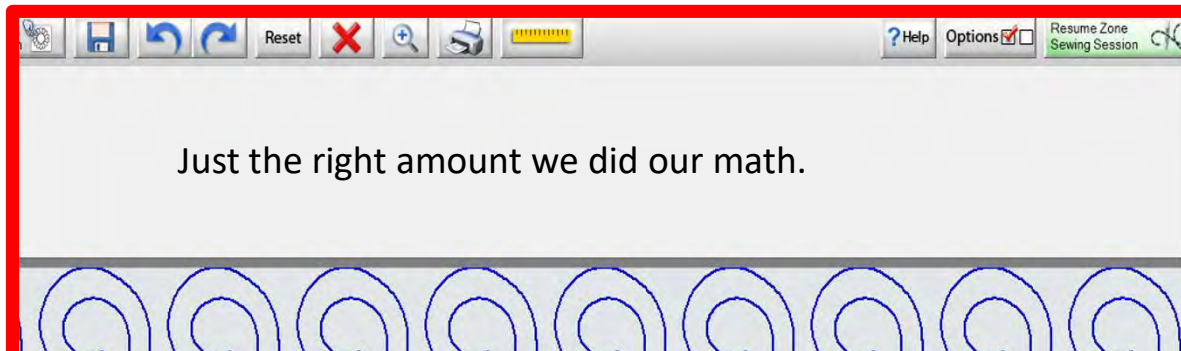 Reset ? Help Options Resume Zone
Sewing Session
Just the right amount we did our math.